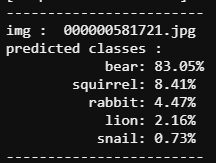 -------------------------
img :  000000581721.jpg
predicted classes :
bear: 83.05%
squirrel: 8.41%
rabbit: 4.47%
lion: 2.16%
snail: 0.73%
-------------------------